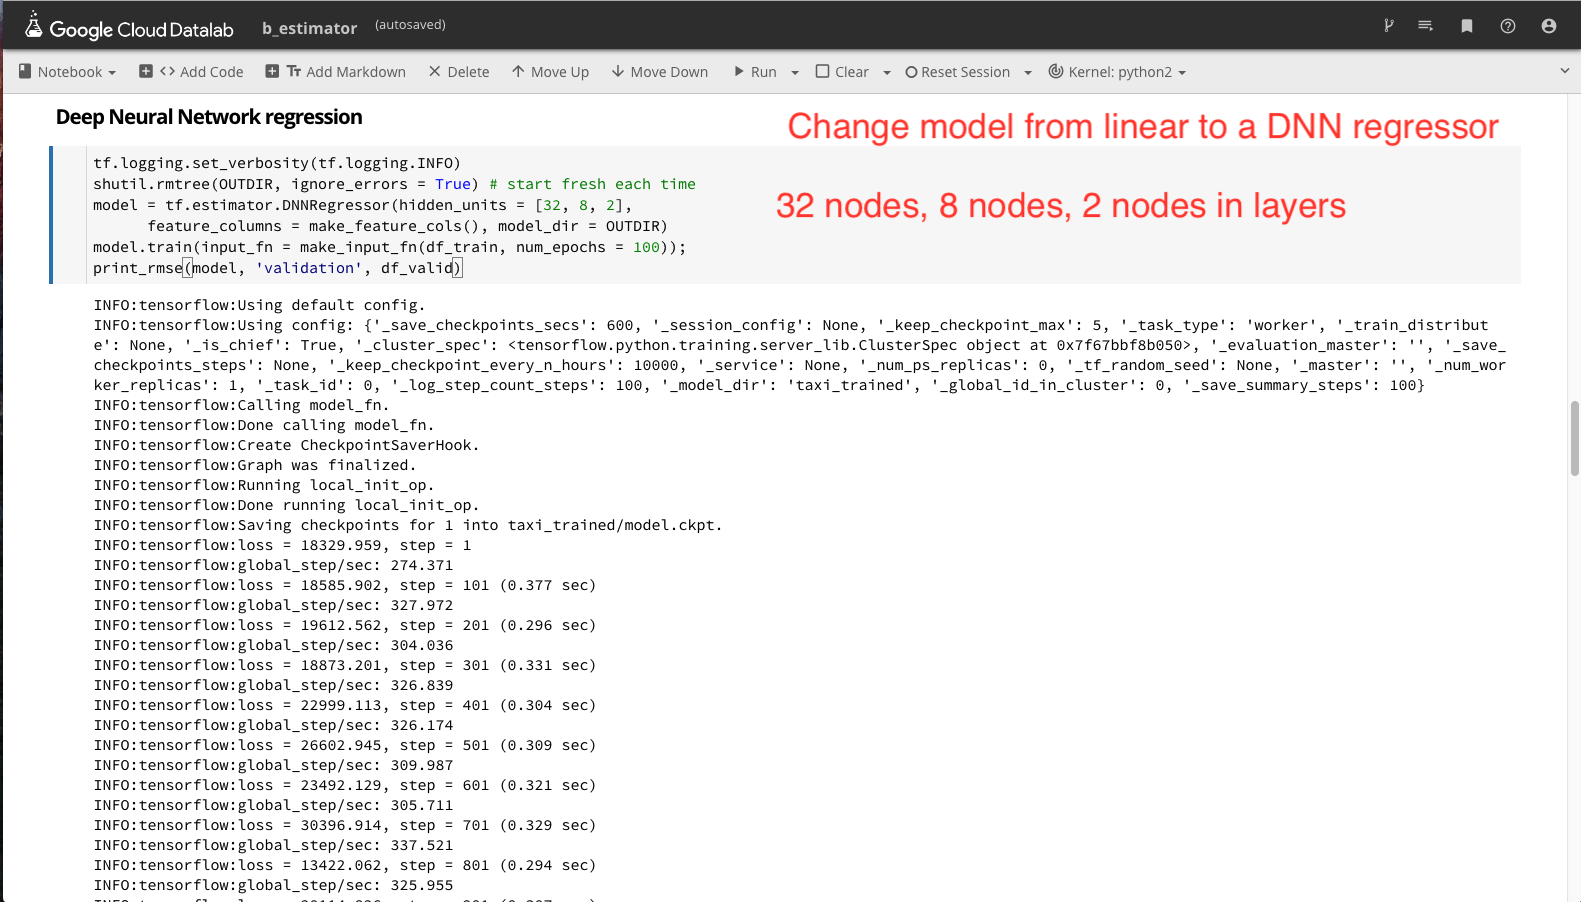 Google Cloud Datalab b_estimator (autosaved)
Notebook Add Code Tr Add Markdown Delete Move Up Move Down Run Clear Reset Session Kernel: python2
Deep Neural Network regression
Change model from linear to a DNN regressor
tf.logging.set_verbosity(tf.logging.INFO)
shutil.rmtree(OUTDIR, ignore_errors = True) # start fresh each time
model = tf.estimator.DNNRegressor(hidden_units = [32, 8, 2],
32 nodes, 8 nodes, 2 nodes in layers
feature_columns = make_feature_cols(), model_dir = OUTDIR)
model.train(input_fn = make_input_fn(df_train, num_epochs = 100));
print_rmse(model, 'validation', df_valid)
INFO:tensorflow:Using default config.
INFO:tensorflow:Using config: {'_save_checkpoints_secs': 600, '_session_config': None, '_keep_checkpoint_max': 5, '_task_type': 'worker', '_train_distribut
e': None, '_is_chief': True, '_cluster_spec': <tensorflow.python.training.server_lib.ClusterSpec object at 0x7f67bbf8b050>, '_evaluation_master': '', '_save_
checkpoints_steps': None, '_keep_checkpoint_every_n_hours': 10000, '_service': None, '_num_ps_replicas': 0, '_tf_random_seed': None, '_master': '', '_num_wor
ker_replicas': 1, '_task_id': 0, '_log_step_count_steps': 100, '_model_dir': 'taxi_trained', '_global_id_in_cluster': 0, '_save_summary_steps': 100}
INFO:tensorflow:Calling model_fn.
INFO:tensorflow:Done calling model_fn.
INFO:tensorflow:Create CheckpointSaverHook.
INFO:tensorflow:Graph was finalized.
INFO:tensorflow:Running local_init_op.
INFO:tensorflow:Done running local_init_op.
INFO:tensorflow:Saving checkpoints for 1 into taxi_trained/model.ckpt.
INFO:tensorflow:loss = 18329.959, step = 1
INFO:tensorflow:global_step/sec: 274.371
INFO:tensorflow:loss = 18585.902, step = 101 (0.377 sec)
INFO:tensorflow:global_step/sec: 327.972
INFO:tensorflow:loss = 19612.562, step = 201 (0.296 sec)
INFO:tensorflow:global_step/sec: 304.036
INFO:tensorflow:loss = 18873.201, step = 301 (0.331 sec)
INFO:tensorflow:global_step/sec: 326.839
INFO:tensorflow:loss = 22999.113, step = 401 (0.304 sec)
INFO:tensorflow:global_step/sec: 326.174
INFO:tensorflow:loss = 26602.945, step = 501 (0.309 sec)
INFO:tensorflow:global_step/sec: 309.987
INFO:tensorflow:loss = 23492.129, step = 601 (0.321 sec)
INFO:tensorflow:global_step/sec: 305.711
INFO:tensorflow:loss = 30396.914, step = 701 (0.329 sec)
INFO:tensorflow:global_step/sec: 337.521
INFO:tensorflow:loss = 13422.062, step = 801 (0.294 sec)
INFO:tensorflow:global_step/sec: 325.955